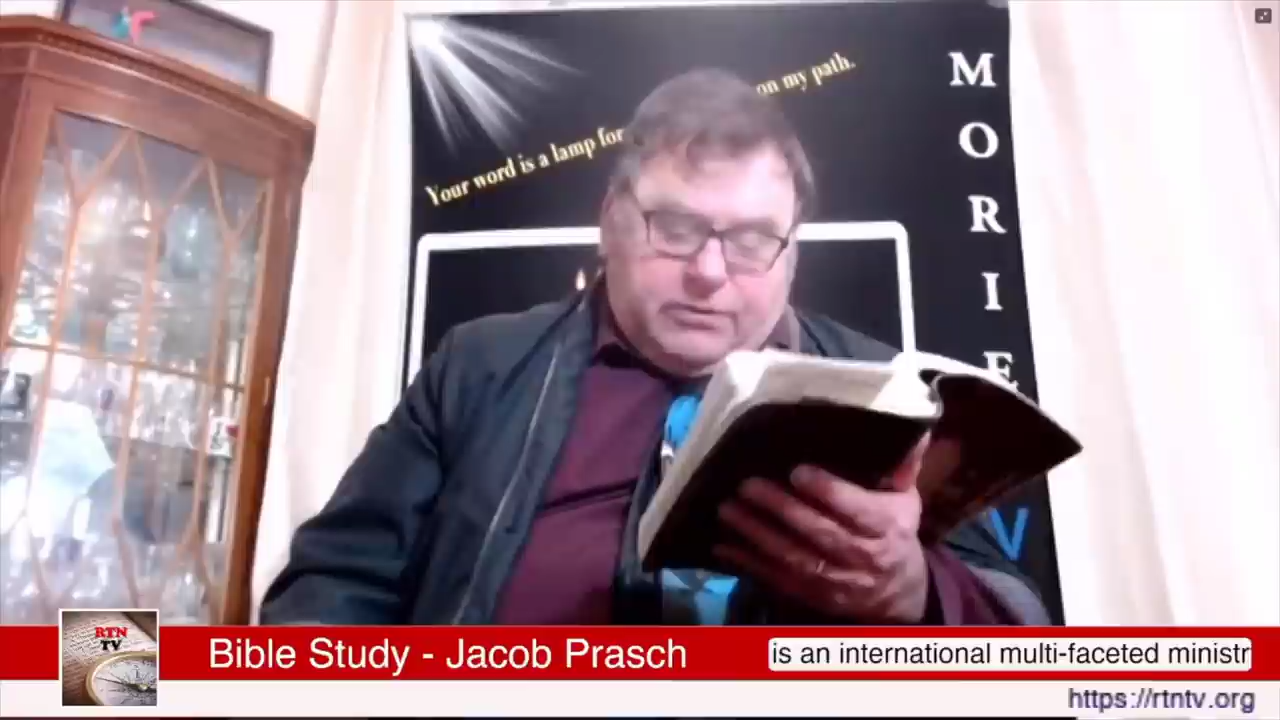 Your word is a lamp for
on my path.
M
O
R
I
E
V
RTN
TV
Bible Study - Jacob Prasch
is an international multi-faceted ministr
https://rtntv.org